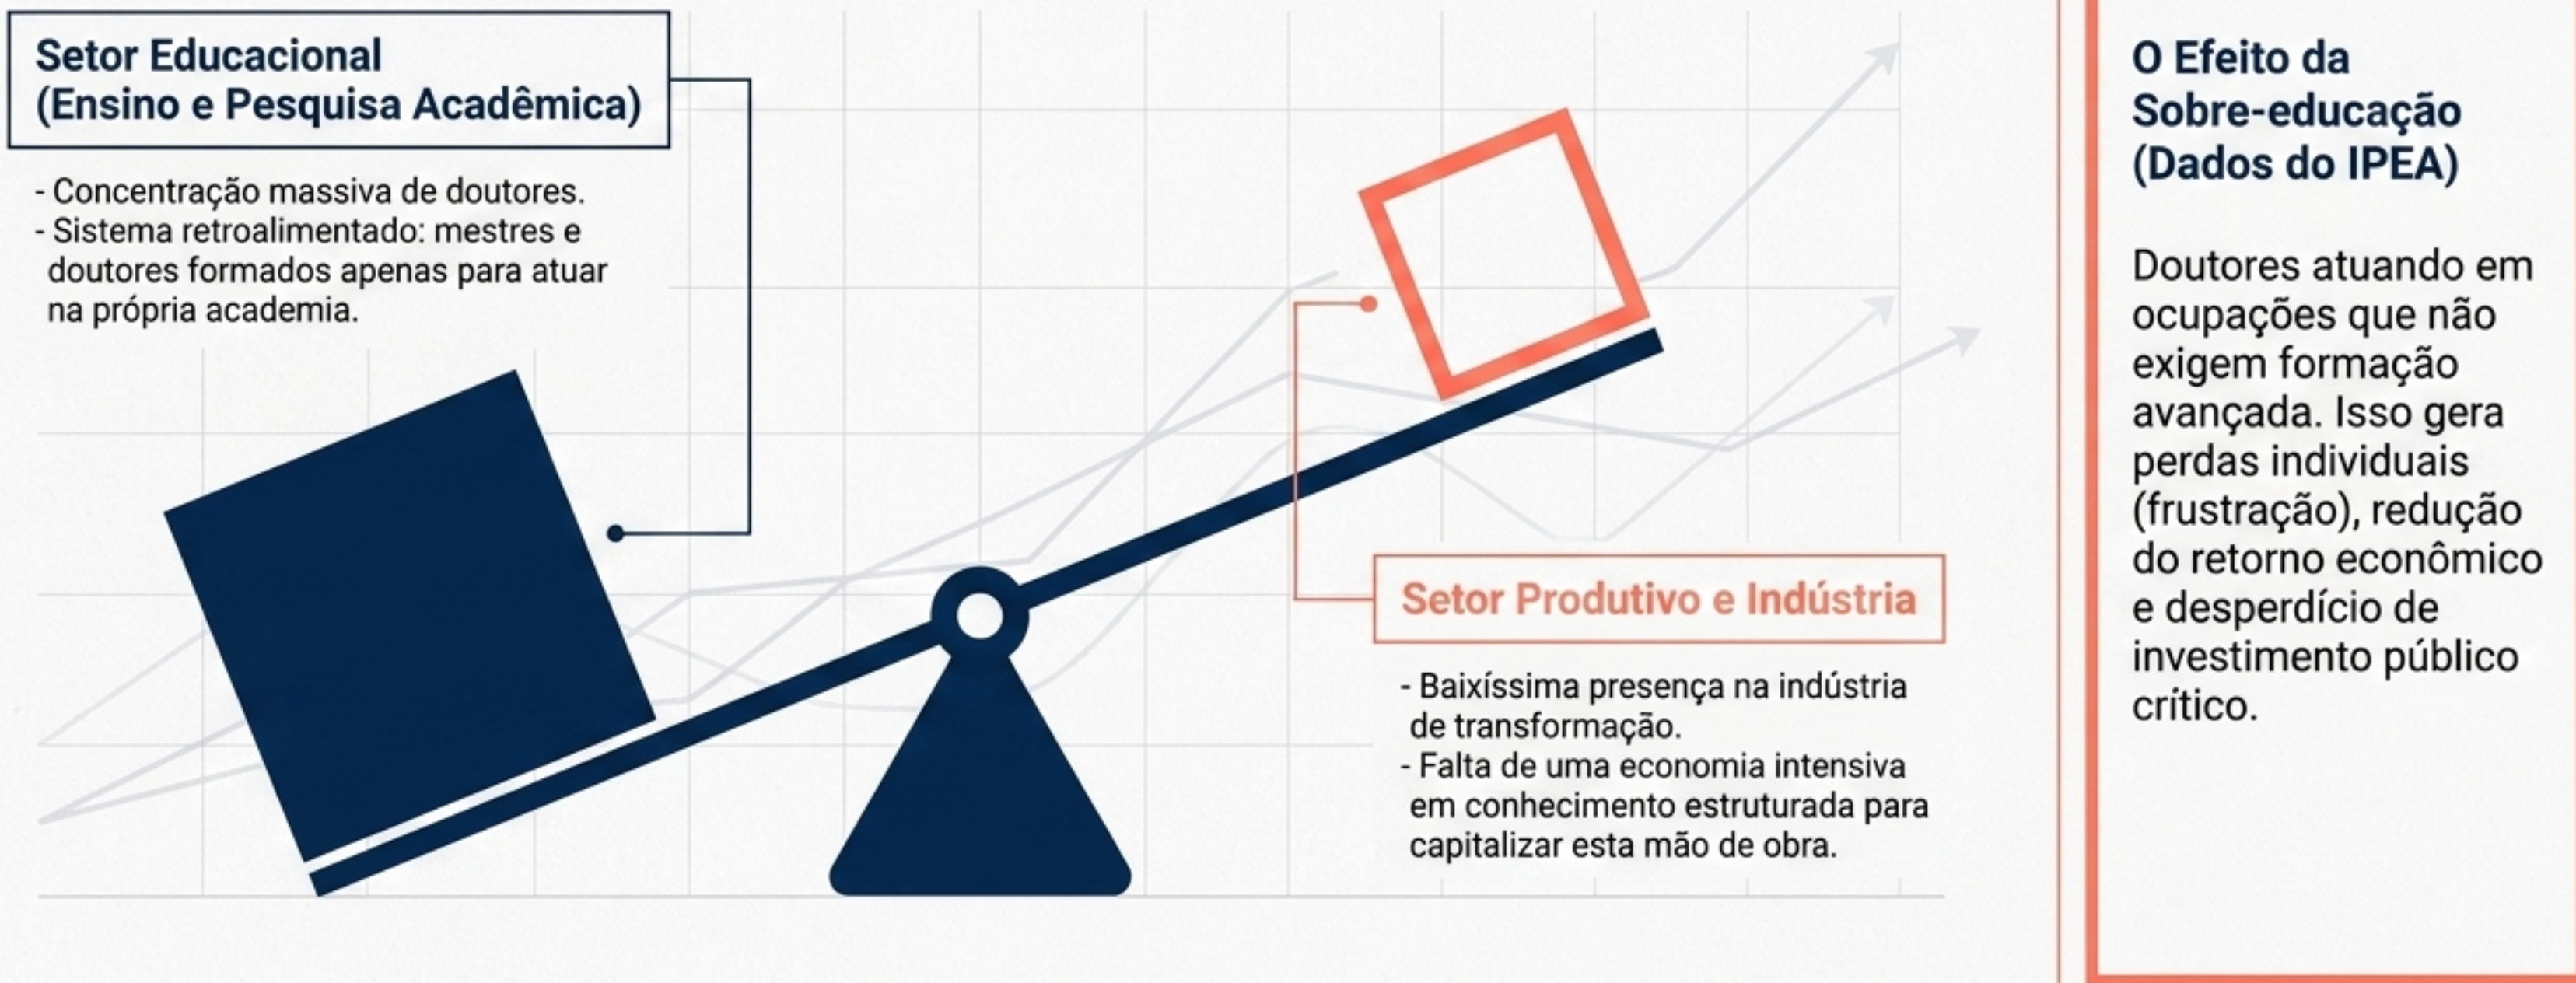 Setor Educacional
(Ensino e Pesquisa Acadêmica)
- Concentração massiva de doutores.
- Sistema retroalimentado: mestres e
doutores formados apenas para atuar
na própria academia.
Setor Produtivo e Indústria
- Baixíssima presença na indústria
de transformação.
- Falta de uma economia intensiva
em conhecimento estruturada para
capitalizar esta mão de obra.
O Efeito da
Sobre-educação
(Dados do IPEA)
Doutores atuando em
ocupações que não
exigem formação
avançada. Isso gera
perdas individuais
(frustração), redução
do retorno econômico
e desperdício de
investimento público
crítico.